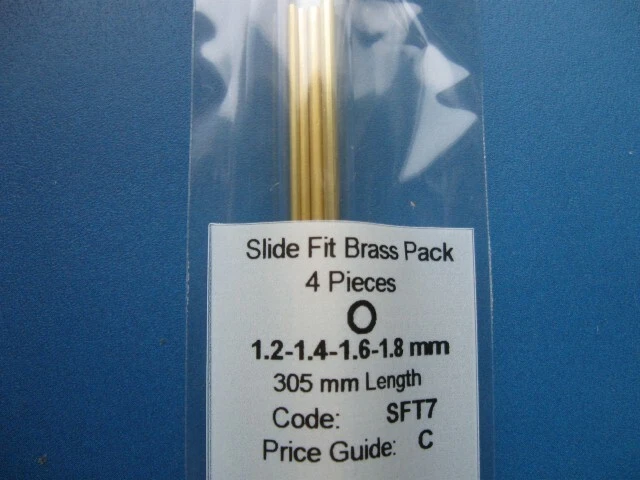 Slide Fit Brass Pack
4 Pieces
O
1.2-1.4-1.6-1.8 mm
305 mm Length
Code: SFT7
Price Guide: C